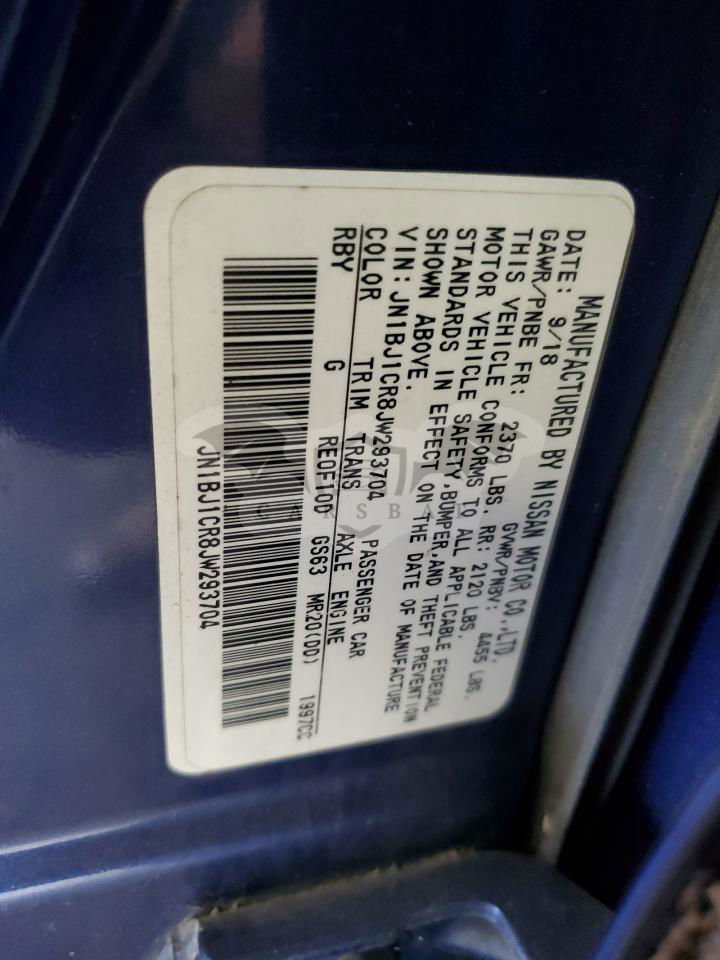 MANUFACTURED BY NISSAN MOTOR CO.,LTD.
DATE: 9/18 GVWR/PNBV: 4455 LBS.
GAWR/PNBE FR: 2370 LBS. RR: 2120 LBS.
THIS VEHICLE CONFORMS TO ALL APPLICABLE FEDERAL
MOTOR VEHICLE SAFETY,BUMPER,AND THEFT PREVENTION
STANDARDS IN EFFECT ON THE DATE OF MANUFACTURE
SHOWN ABOVE.
VIN: JN1BJ1CR8JW293704 PASSENGER CAR
COLOR TRIM TRANS AXLE ENGINE
RBY G RE0F10D GS63 MR20(DD) 1997CC
JN1BJ1CR8JW293704